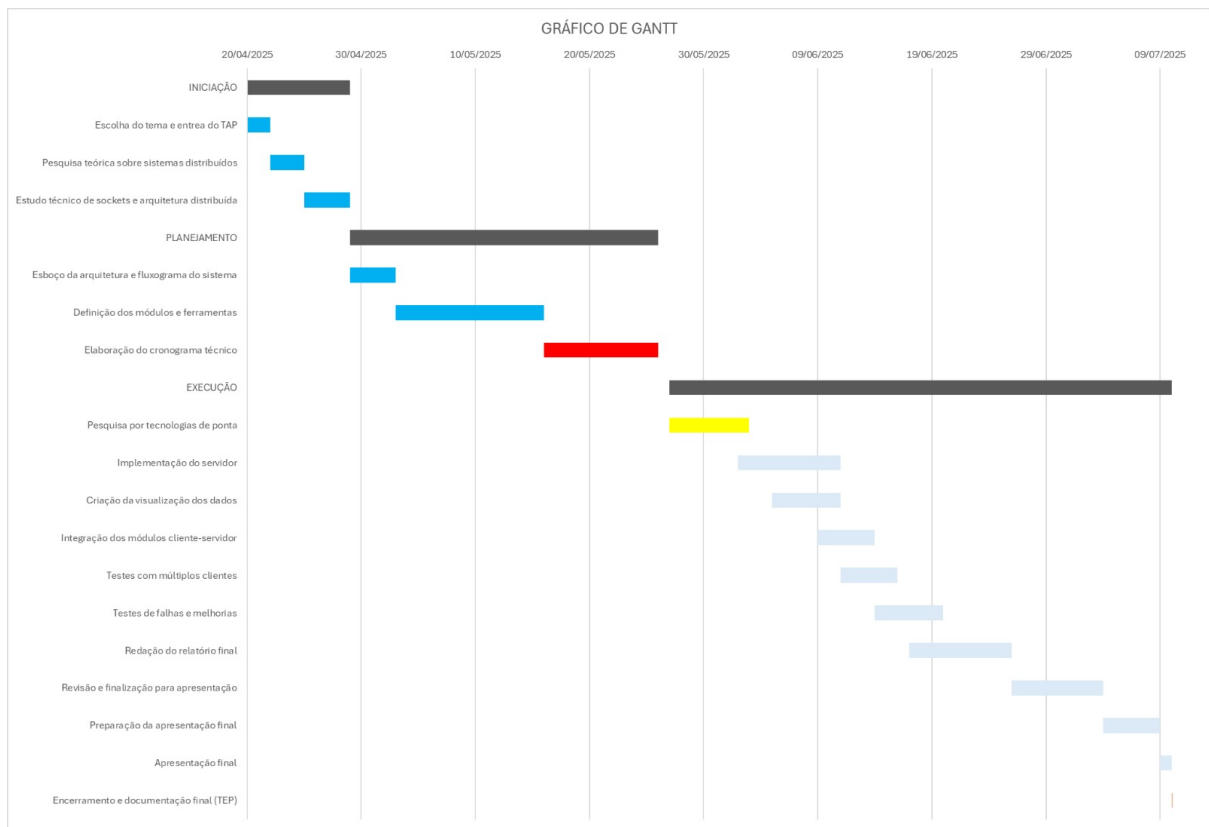 GRÁFICO DE GANTT
20/04/2025 30/04/2025 10/05/2025 20/05/2025 30/05/2025 09/06/2025 19/06/2025 29/06/2025 09/07/2025
INICIAÇÃO
Escolha do tema e entrea do TAP
Pesquisa teórica sobre sistemas distribuídos
Estudo técnico de sockets e arquitetura distribuída
PLANEJAMENTO
Esboço da arquitetura e fluxograma do sistema
Definição dos módulos e ferramentas
Elaboração do cronograma técnico
EXECUÇÃO
Pesquisa por tecnologias de ponta
Implementação do servidor
Criação da visualização dos dados
Integração dos módulos cliente-servidor
Testes com múltiplos clientes
Testes de falhas e melhorias
Redação do relatório final
Revisão e finalização para apresentação
Preparação da apresentação final
Apresentação final
Encerramento e documentação final (TEP)